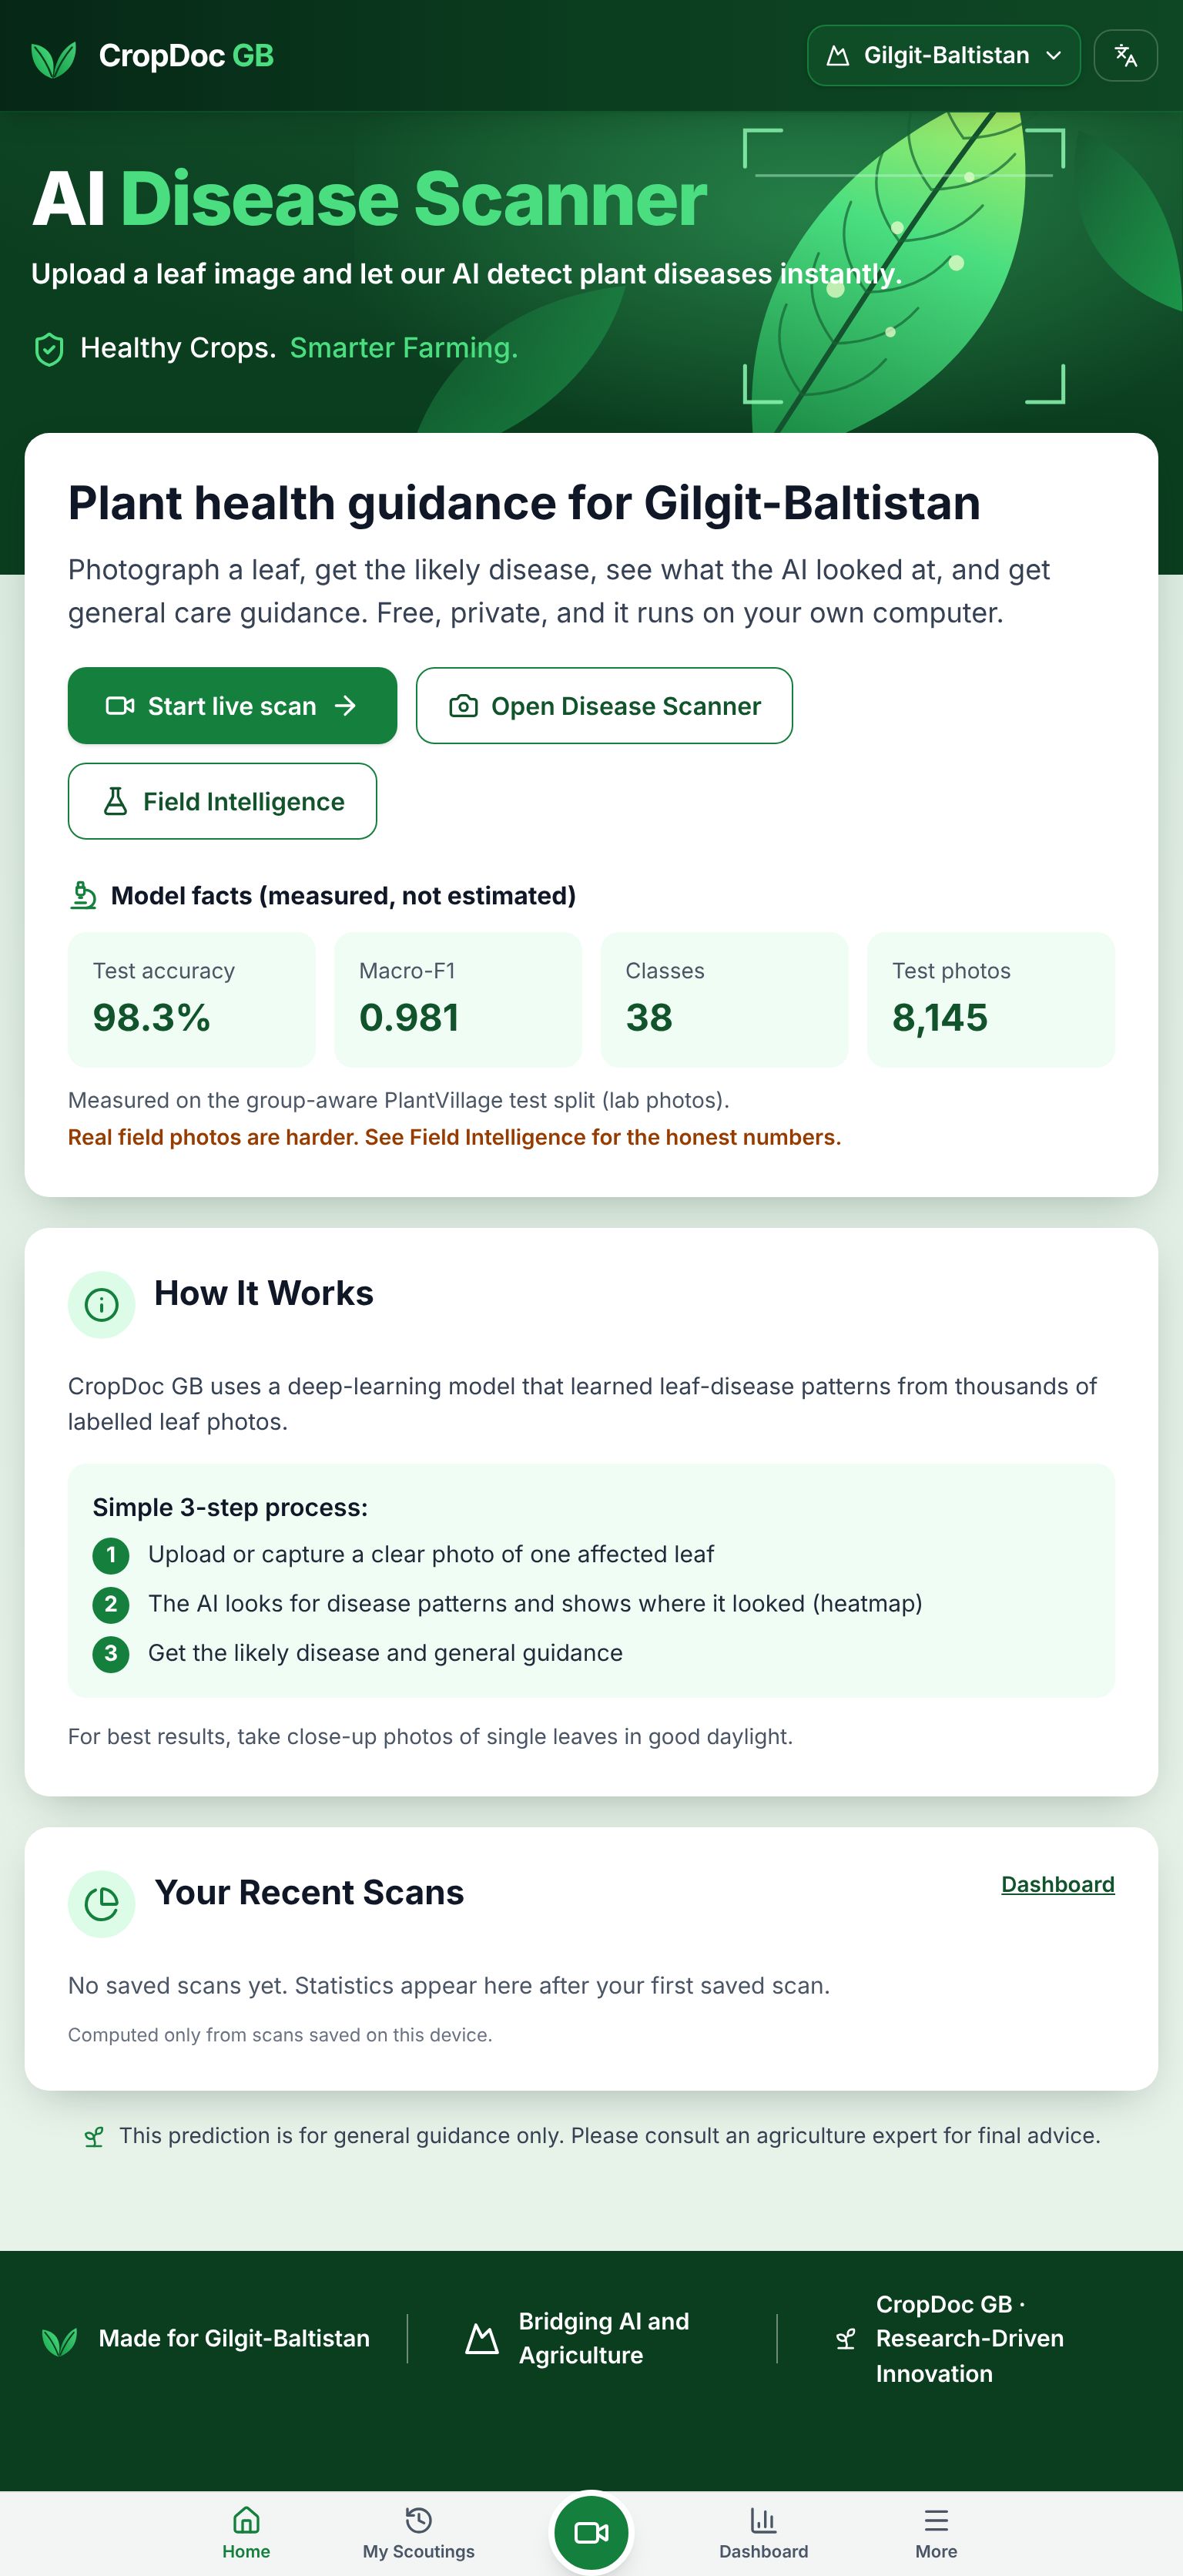 CropDoc GB
Gilgit-Baltistan
AI Disease Scanner
Upload a leaf image and let our AI detect plant diseases instantly.
Healthy Crops. Smarter Farming.
Plant health guidance for Gilgit-Baltistan
Photograph a leaf, get the likely disease, see what the AI looked at, and get
general care guidance. Free, private, and it runs on your own computer.
Start live scan
Open Disease Scanner
Field Intelligence
Model facts (measured, not estimated)
Test accuracy
98.3%
Macro-F1
0.981
Classes
38
Test photos
8,145
Measured on the group-aware PlantVillage test split (lab photos).
Real field photos are harder. See Field Intelligence for the honest numbers.
How It Works
CropDoc GB uses a deep-learning model that learned leaf-disease patterns from thousands of
labelled leaf photos.
Simple 3-step process:
1 Upload or capture a clear photo of one affected leaf
2 The AI looks for disease patterns and shows where it looked (heatmap)
3 Get the likely disease and general guidance
For best results, take close-up photos of single leaves in good daylight.
Your Recent Scans
Dashboard
No saved scans yet. Statistics appear here after your first saved scan.
Computed only from scans saved on this device.
This prediction is for general guidance only. Please consult an agriculture expert for final advice.
Made for Gilgit-Baltistan
Bridging AI and
Agriculture
CropDoc GB ·
Research-Driven
Innovation
Home
My Scoutings
Dashboard
More